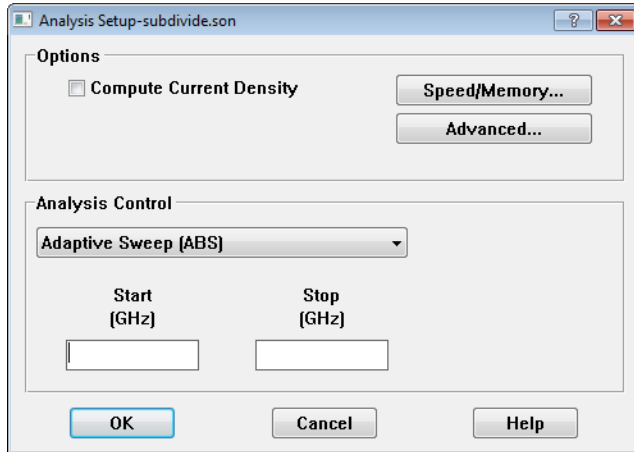 Analysis Setup-subdivide.son
Options
Compute Current Density
Speed/Memory...
Advanced...
Analysis Control
Adaptive Sweep (ABS)
Start Stop
(GHz) (GHz)
OK Cancel Help